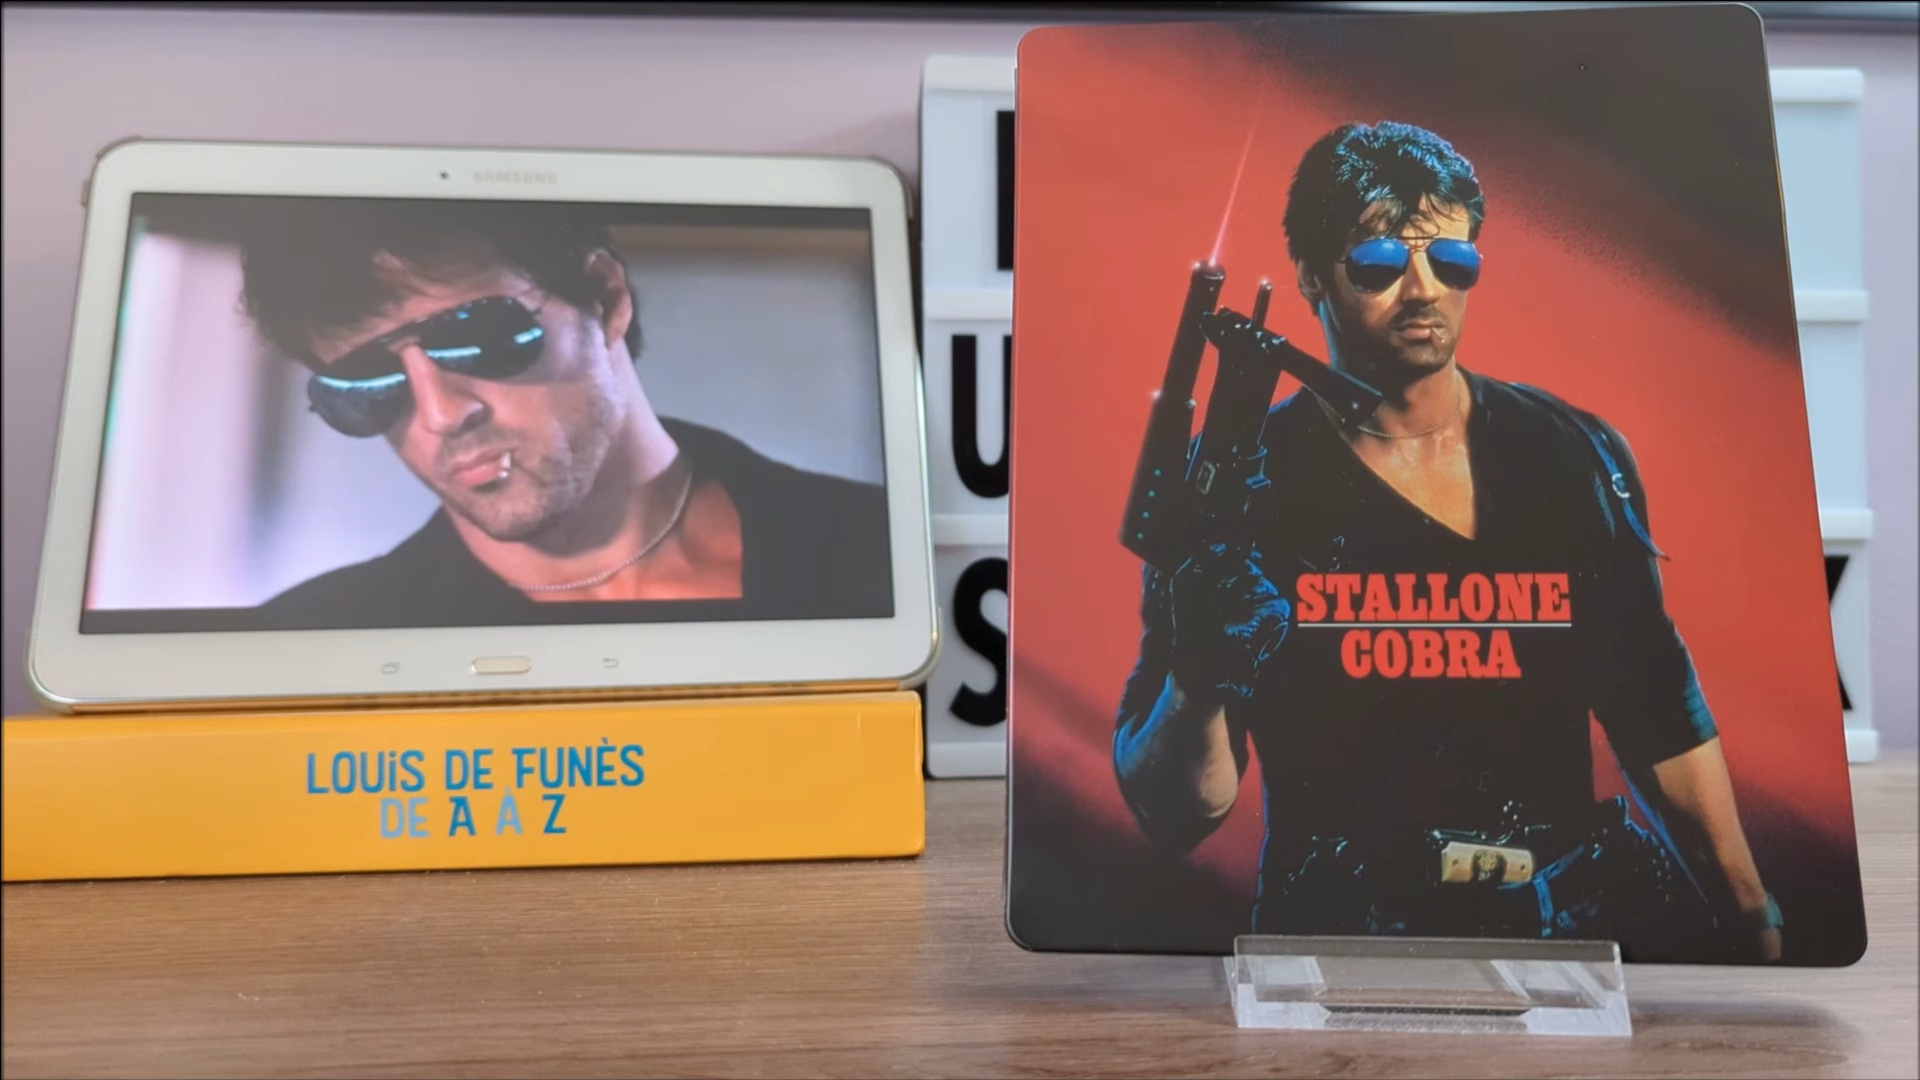 SAMSUNG
LOUiS DE FUNÈS
DE A À Z
STALLONE
COBRA
U
S